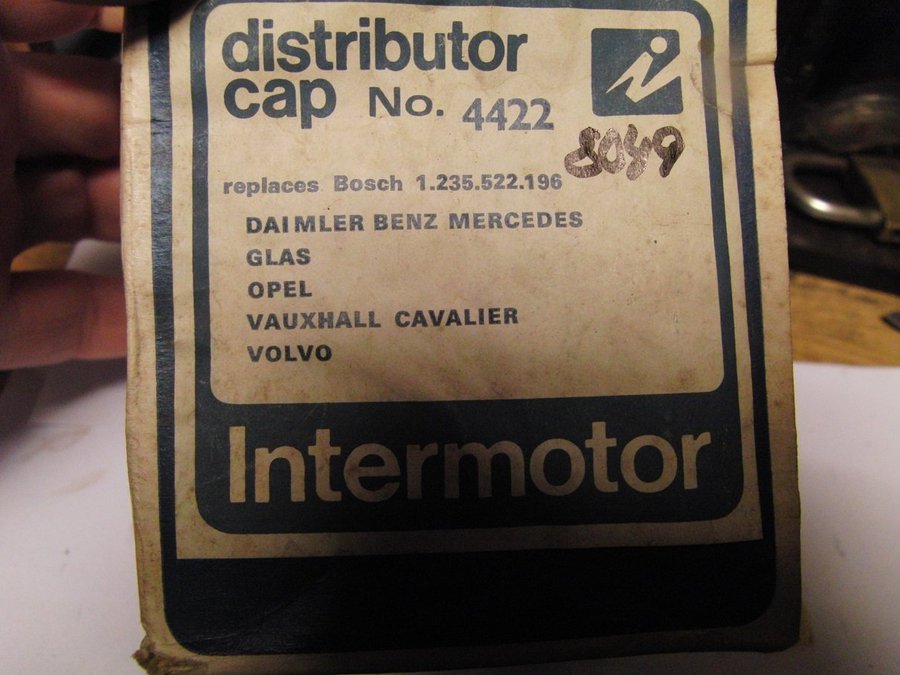 distributor
cap No. 4422
8049
replaces Bosch 1.235.522.196
DAIMLER BENZ MERCEDES
GLAS
OPEL
VAUXHALL CAVALIER
VOLVO
Intermotor